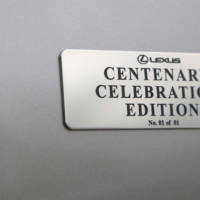 LEXUS
CENTENAR
CELEBRATIO
EDITION
No. 01 of 01